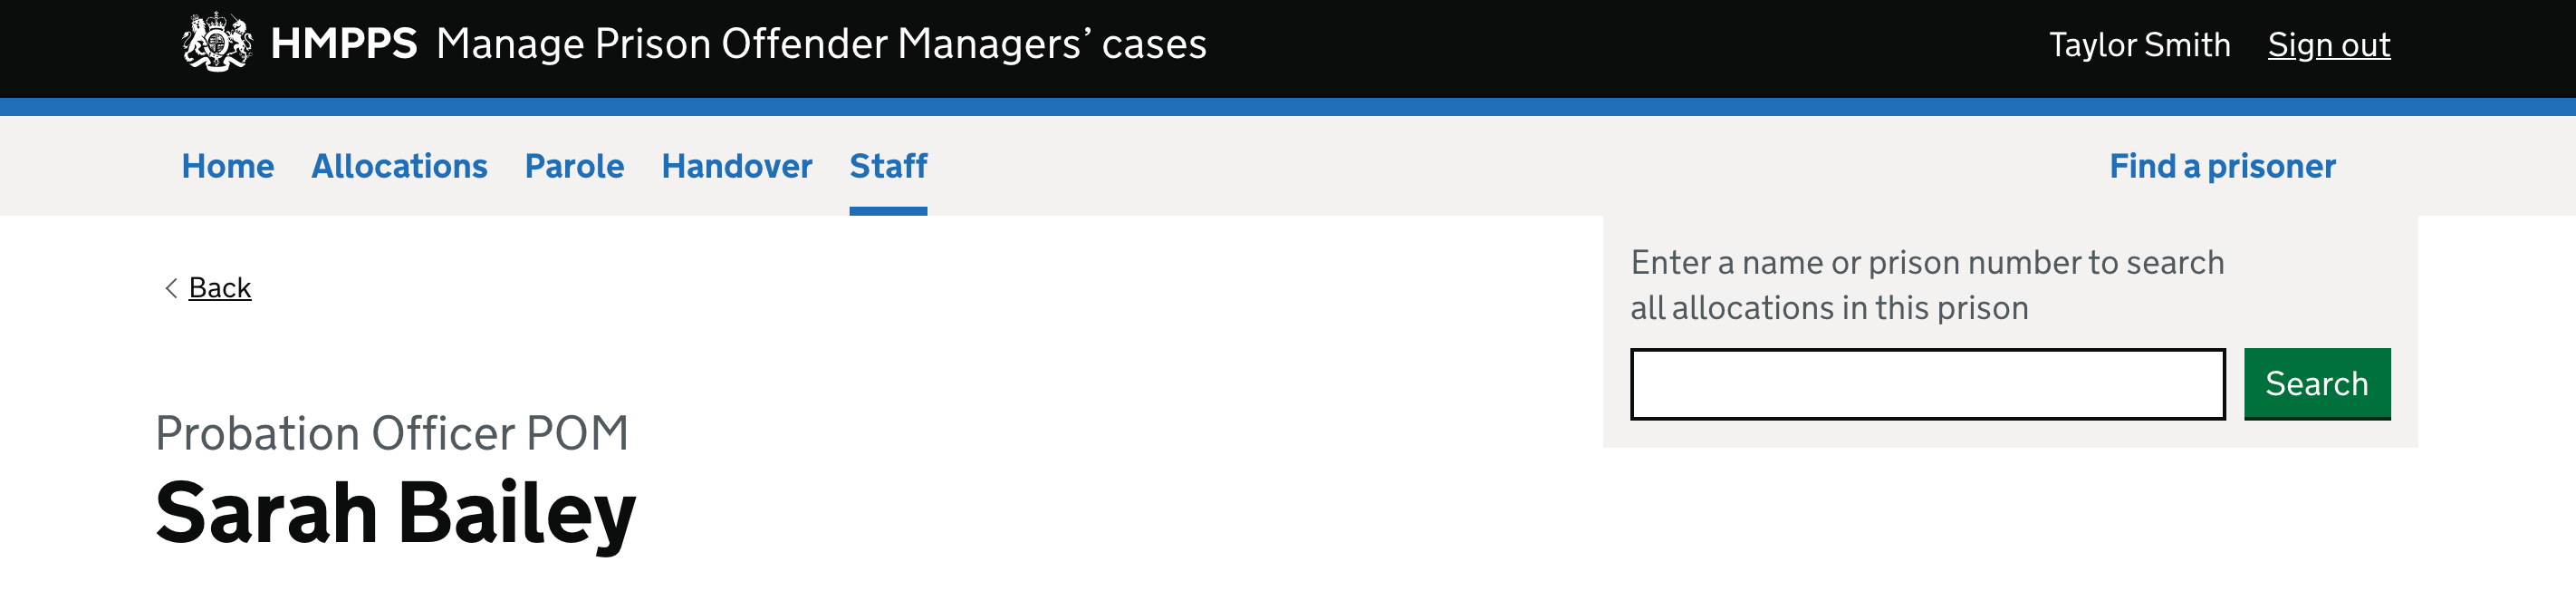 HMPPS Manage Prison Offender Managers’ cases
Taylor Smith Sign out
Home Allocations Parole Handover Staff
Find a prisoner
Enter a name or prison number to search
all allocations in this prison
Search
Back
Probation Officer POM
Sarah Bailey